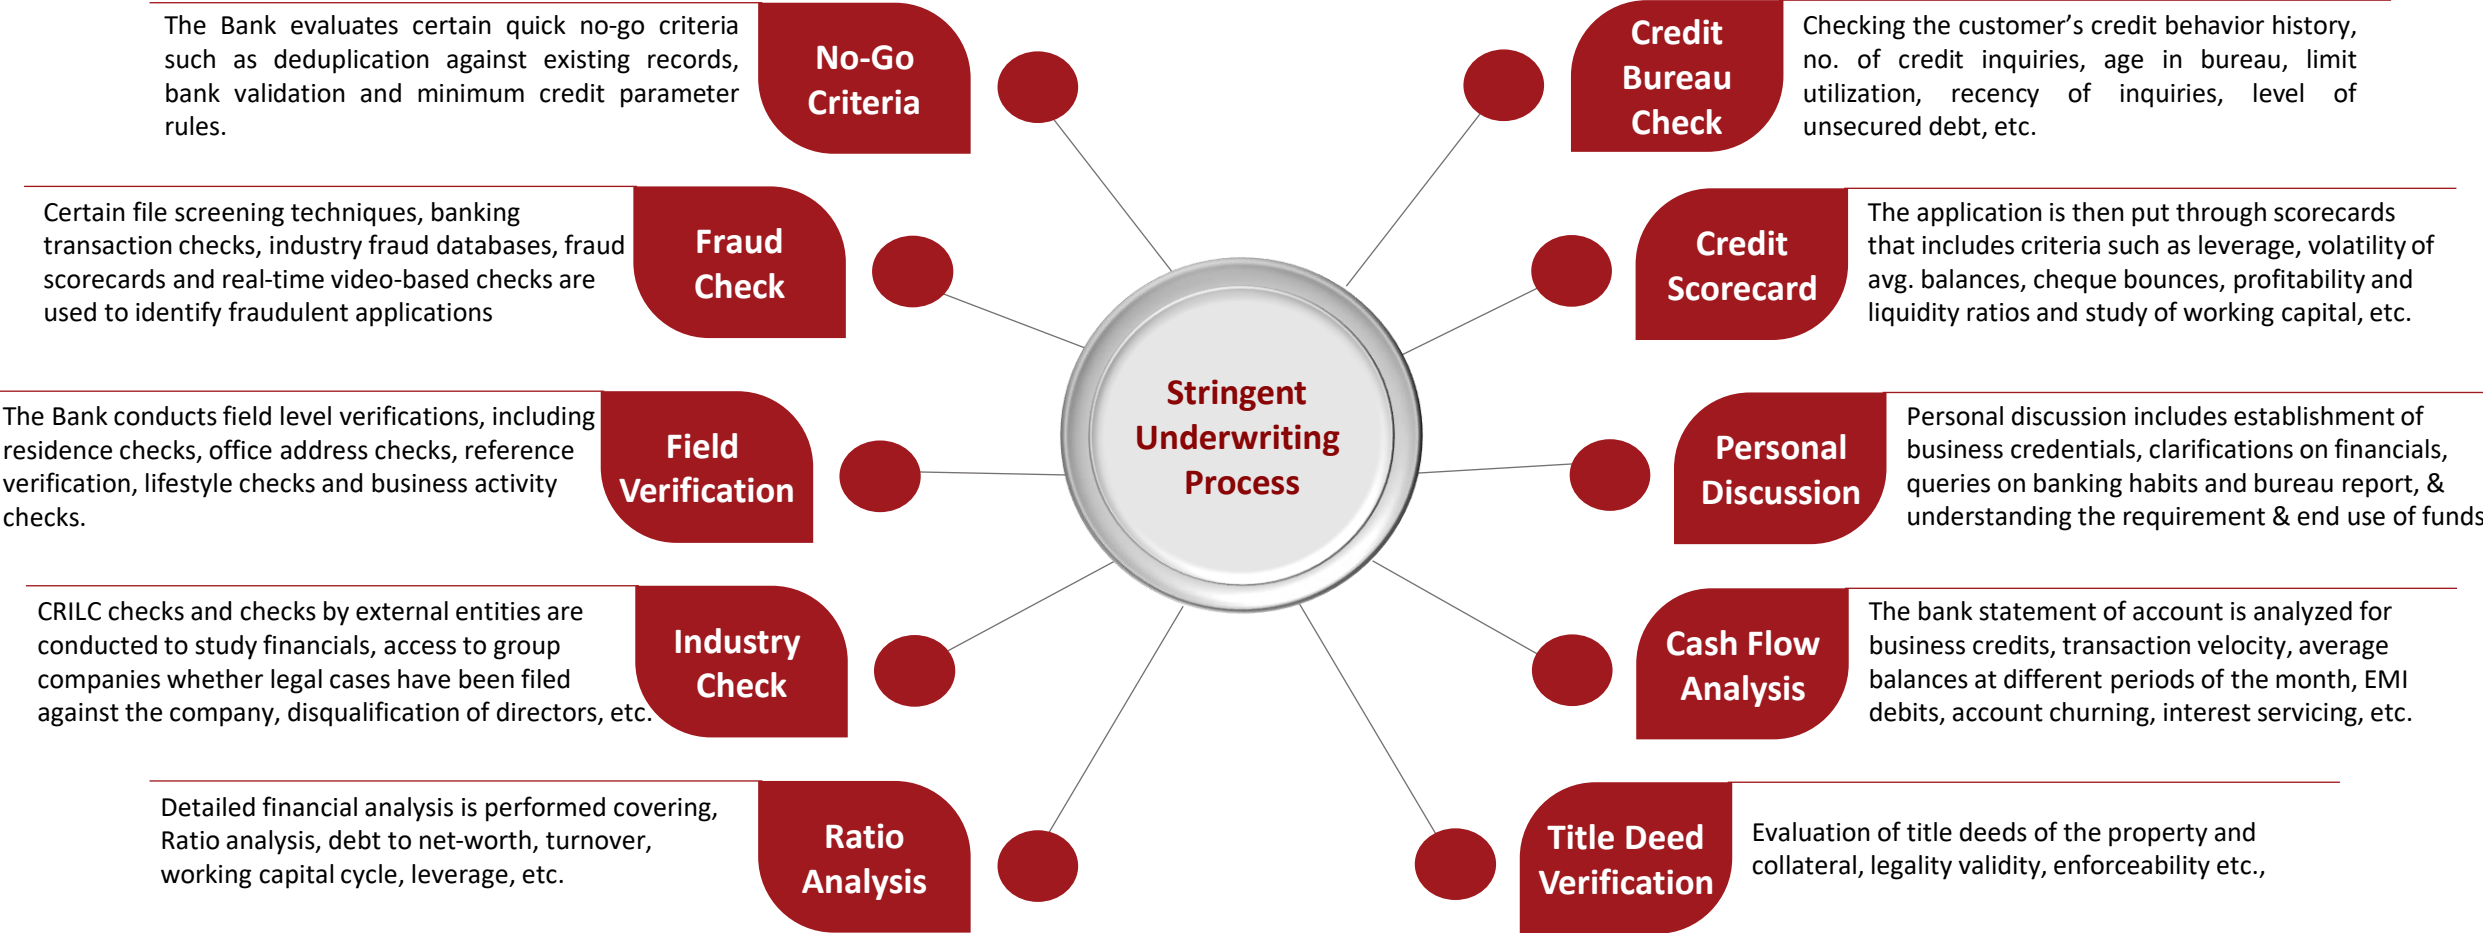 The Bank evaluates certain quick no-go criteria
such as deduplication against existing records,
bank validation and minimum credit parameter
rules.
No-Go
Criteria
Credit
Bureau
Check
Checking the customer’s credit behavior history,
no. of credit inquiries, age in bureau, limit
utilization, recency of inquiries, level of
unsecured debt, etc.
Certain file screening techniques, banking
transaction checks, industry fraud databases, fraud
scorecards and real-time video-based checks are
used to identify fraudulent applications
Fraud
Check
Credit
Scorecard
The application is then put through scorecards
that includes criteria such as leverage, volatility of
avg. balances, cheque bounces, profitability and
liquidity ratios and study of working capital, etc.
The Bank conducts field level verifications, including
residence checks, office address checks, reference
verification, lifestyle checks and business activity
checks.
Field
Verification
Stringent
Underwriting
Process
Personal
Discussion
Personal discussion includes establishment of
business credentials, clarifications on financials,
queries on banking habits and bureau report, &
understanding the requirement & end use of funds
CRILC checks and checks by external entities are
conducted to study financials, access to group
companies whether legal cases have been filed
against the company, disqualification of directors, etc.
Industry
Check
Cash Flow
Analysis
The bank statement of account is analyzed for
business credits, transaction velocity, average
balances at different periods of the month, EMI
debits, account churning, interest servicing, etc.
Detailed financial analysis is performed covering,
Ratio analysis, debt to net-worth, turnover,
working capital cycle, leverage, etc.
Ratio
Analysis
Title Deed
Verification
Evaluation of title deeds of the property and
collateral, legality validity, enforceability etc.,